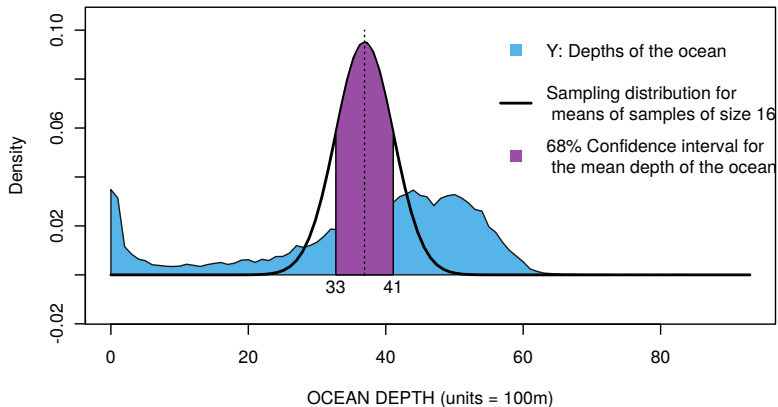 0.10
0.06
0.02
-0.02
Density
Y: Depths of the ocean
Sampling distribution for
means of samples of size 16
68% Confidence interval for
the mean depth of the ocean
33
41
0
20
40
60
80
OCEAN DEPTH (units = 100m)